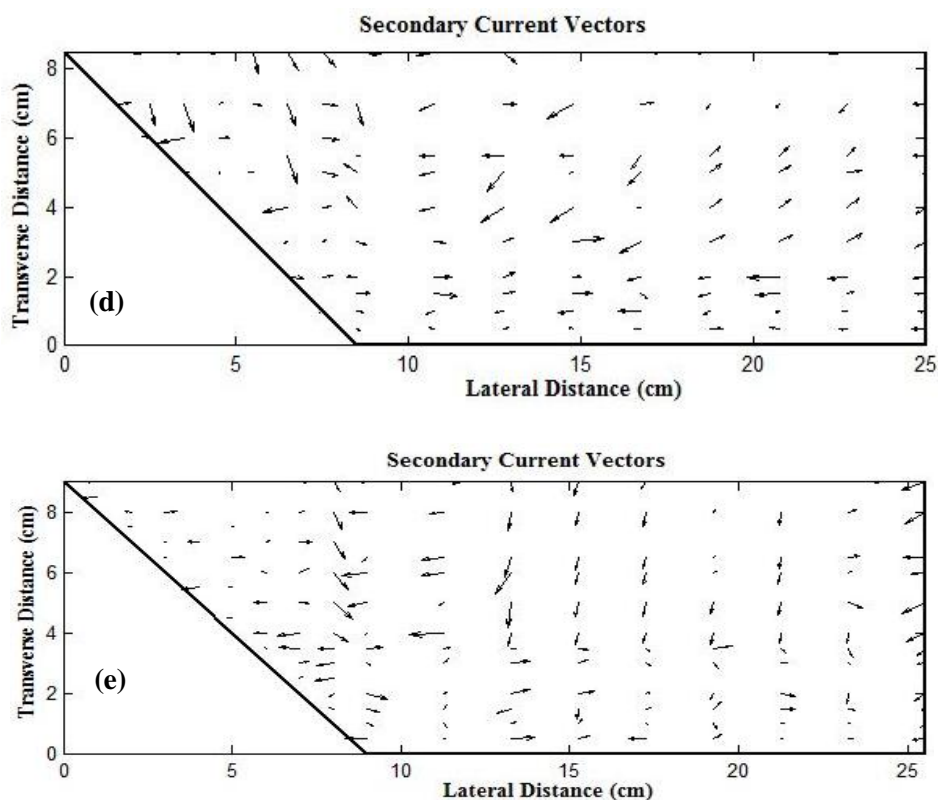 Secondary Current Vectors
Transverse Distance (cm)
8
6
4
2
0
(d)
0 5 10 15 20 25
Lateral Distance (cm)
Secondary Current Vectors
Transverse Distance (cm)
8
6
4
2
0
(e)
0 5 10 15 20 25
Lateral Distance (cm)